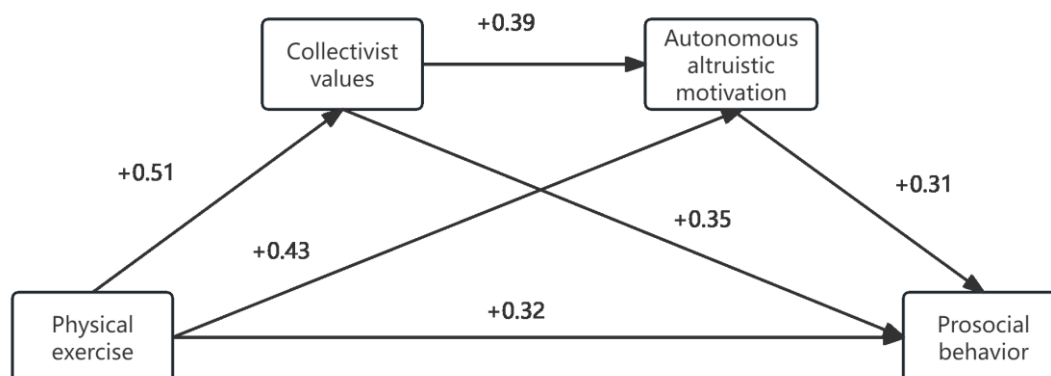 +0.39
Collectivist
values
Autonomous
altruistic
motivation
+0.51
+0.31
+0.35
+0.43
+0.32
Physical
exercise
Prosocial
behavior